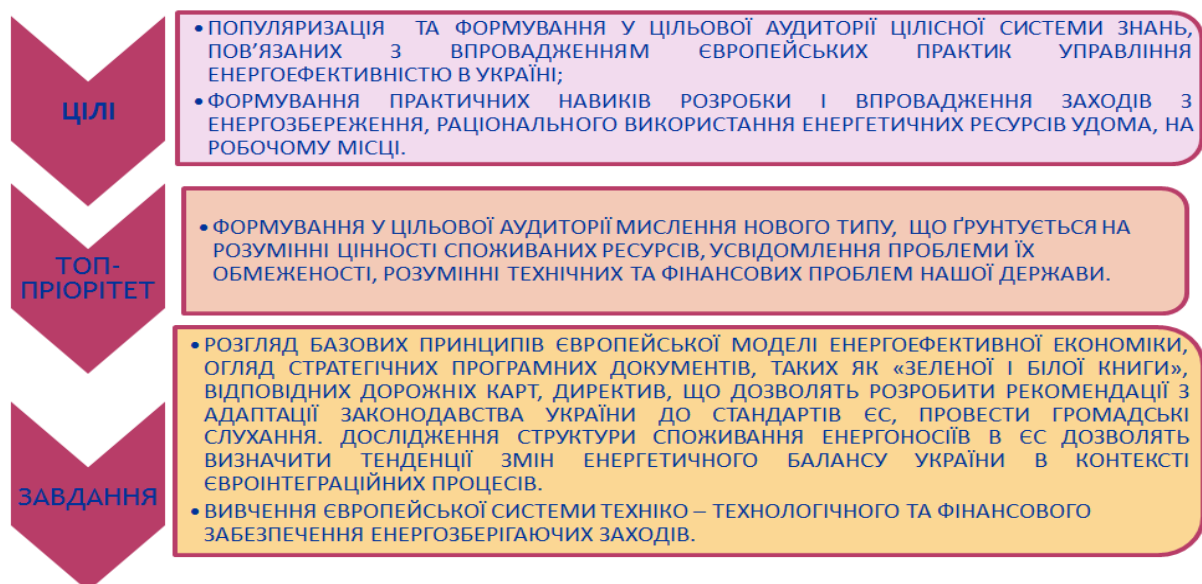 ЦІЛІ
• ПОПУЛЯРИЗАЦІЯ ТА ФОРМУВАННЯ У ЦІЛЬОВОЇ АУДИТОРІЇ ЦІЛІСНОЇ СИСТЕМИ ЗНАНЬ,
ПОВ’ЯЗАНИХ З ВПРОВАДЖЕННЯМ ЄВРОПЕЙСЬКИХ ПРАКТИК УПРАВЛІННЯ
ЕНЕРГОЕФЕКТИВНІСТЮ В УКРАЇНІ;
• ФОРМУВАННЯ ПРАКТИЧНИХ НАВИКІВ РОЗРОБКИ І ВПРОВАДЖЕННЯ ЗАХОДІВ З
ЕНЕРГОЗБЕРЕЖЕННЯ, РАЦІОНАЛЬНОГО ВИКОРИСТАННЯ ЕНЕРГЕТИЧНИХ РЕСУРСІВ УДОМА, НА
РОБОЧОМУ МІСЦІ.
ТОП-
ПРІОРІТЕТ
• ФОРМУВАННЯ У ЦІЛЬОВОЇ АУДИТОРІЇ МИСЛЕННЯ НОВОГО ТИПУ, ЩО ҐРУНТУЄТЬСЯ НА
РОЗУМІННІ ЦІННОСТІ СПОЖИВАНИХ РЕСУРСІВ, УСВІДОМЛЕННЯ ПРОБЛЕМИ ЇХ
ОБМЕЖЕНОСТІ, РОЗУМІННІ ТЕХНІЧНИХ ТА ФІНАНСОВИХ ПРОБЛЕМ НАШОЇ ДЕРЖАВИ.
ЗАВДАННЯ
• РОЗГЛЯД БАЗОВИХ ПРИНЦИПІВ ЄВРОПЕЙСЬКОЇ МОДЕЛІ ЕНЕРГОЕФЕКТИВНОЇ ЕКОНОМІКИ,
ОГЛЯД СТРАТЕГІЧНИХ ПРОГРАМНИХ ДОКУМЕНТІВ, ТАКИХ ЯК «ЗЕЛЕНОЇ І БІЛОЇ КНИГИ»,
ВІДПОВІДНИХ ДОРОЖНІХ КАРТ, ДИРЕКТИВ, ЩО ДОЗВОЛЯТЬ РОЗРОБИТИ РЕКОМЕНДАЦІЇ З
АДАПТАЦІЇ ЗАКОНОДАВСТВА УКРАЇНИ ДО СТАНДАРТІВ ЄС, ПРОВЕСТИ ГРОМАДСЬКІ
СЛУХАННЯ. ДОСЛІДЖЕННЯ СТРУКТУРИ СПОЖИВАННЯ ЕНЕРГОНОСІЇВ В ЄС ДОЗВОЛЯТЬ
ВИЗНАЧИТИ ТЕНДЕНЦІЇ ЗМІН ЕНЕРГЕТИЧНОГО БАЛАНСУ УКРАЇНИ В КОНТЕКСТІ
ЄВРОІНТЕГРАЦІЙНИХ ПРОЦЕСІВ.
• ВИВЧЕННЯ ЄВРОПЕЙСЬКОЇ СИСТЕМИ ТЕХНІКО – ТЕХНОЛОГІЧНОГО ТА ФІНАНСОВОГО
ЗАБЕЗПЕЧЕННЯ ЕНЕРГОЗБЕРІГАЮЧИХ ЗАХОДІВ.